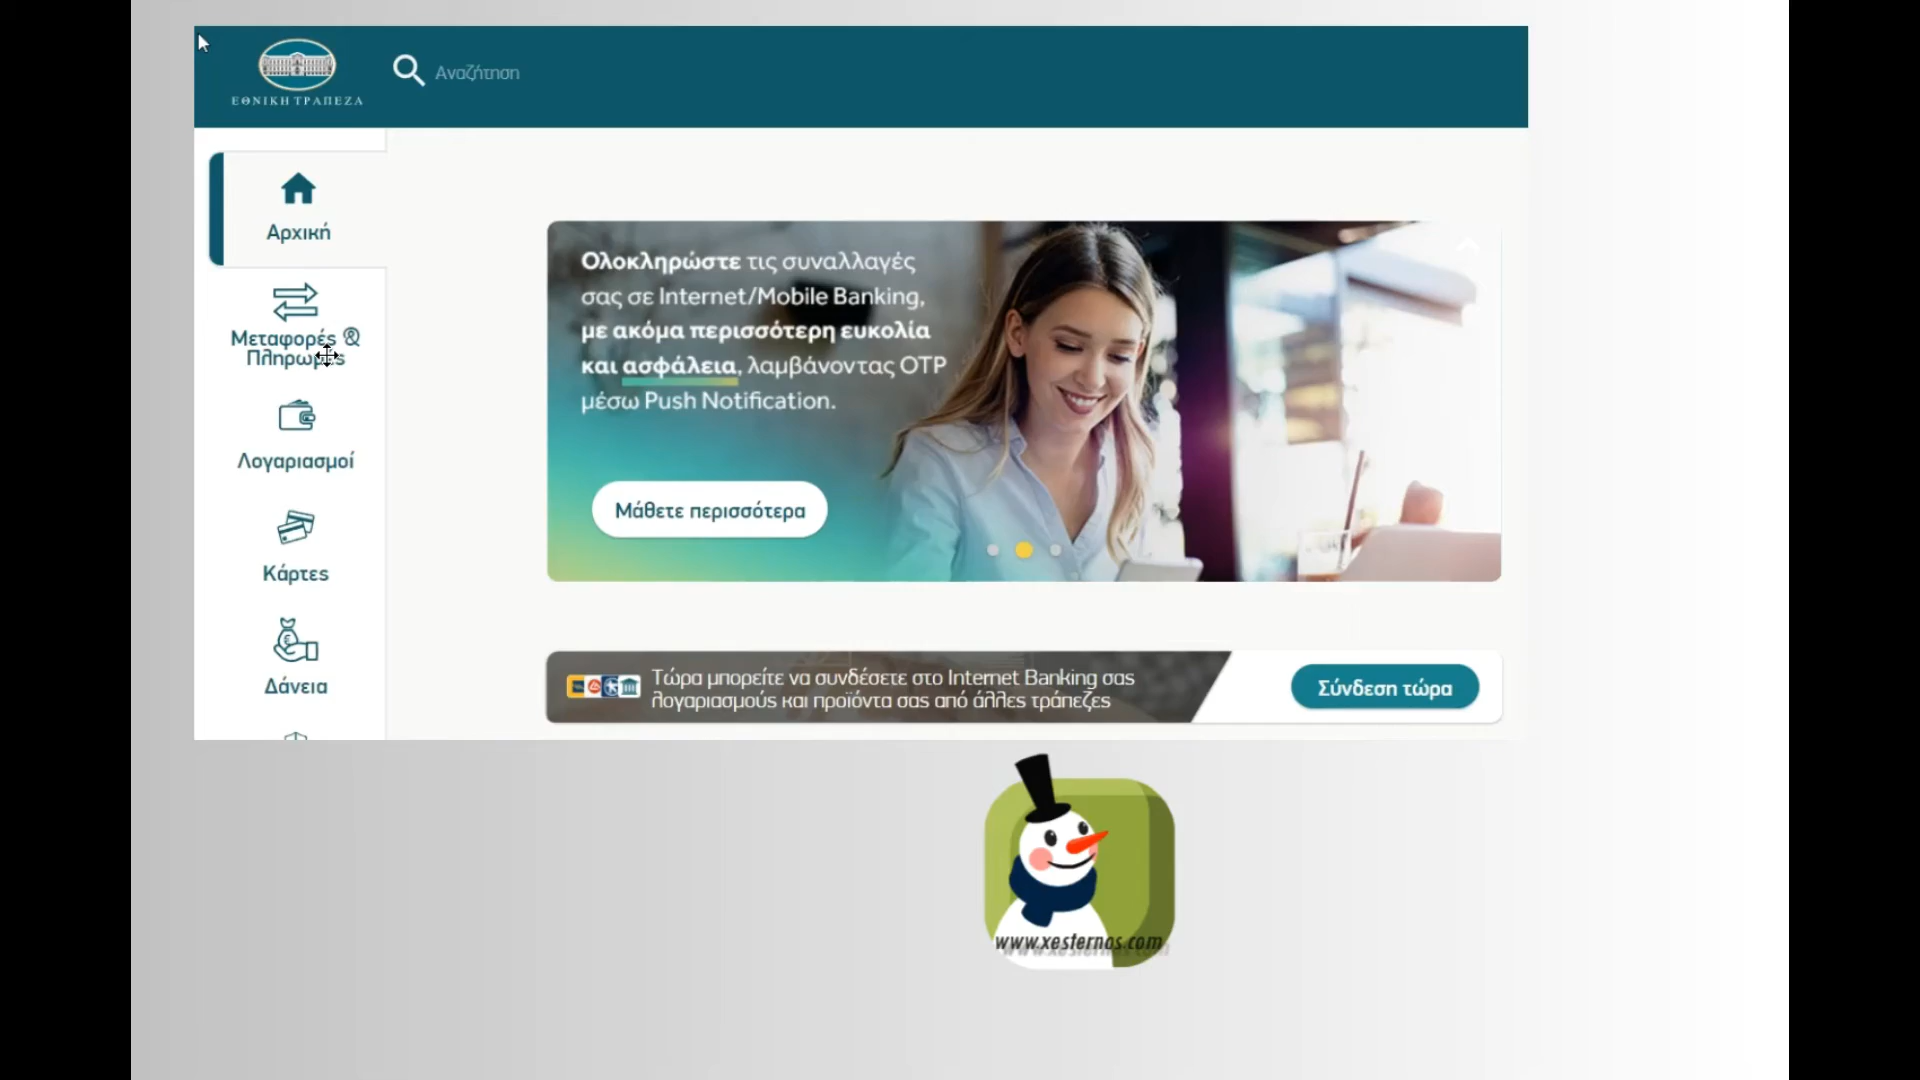 ΕΘΝΙΚΗ ΤΡΑΠΕΖΑ
Αναζήτηση
Αρχική
Μεταφορές &
Πληρωμές
Λογαριασμοί
Κάρτες
Δάνεια
Ολοκληρώστε τις συναλλαγές
σας σε Internet/Mobile Banking,
με ακόμα περισσότερη ευκολία
και ασφάλεια, λαμβάνοντας OTP
μέσω Push Notification.
Μάθετε περισσότερα
Τώρα μπορείτε να συνδέσετε στο Internet Banking σας
λογαριασμούς και προϊόντα σας από άλλες τράπεζες
Σύνδεση τώρα
www.xesternos.com